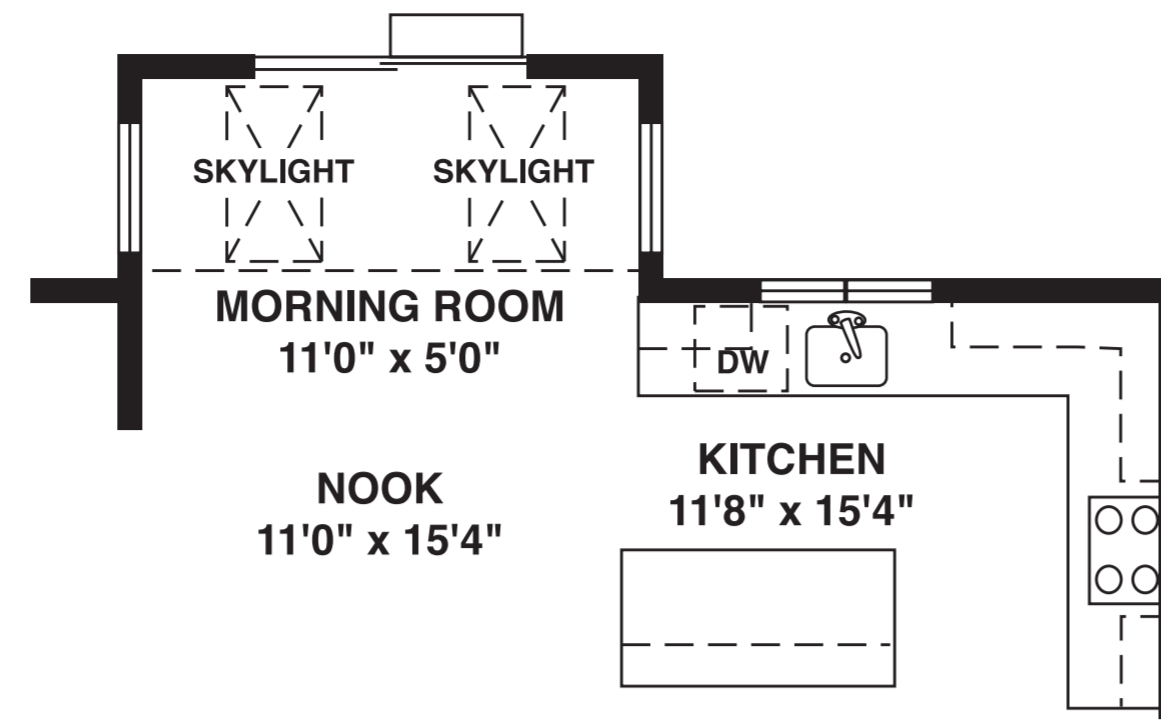 SKYLIGHT SKYLIGHT
MORNING ROOM
11'0" x 5'0"
DW
KITCHEN
11'8" x 15'4"
NOOK
11'0" x 15'4"